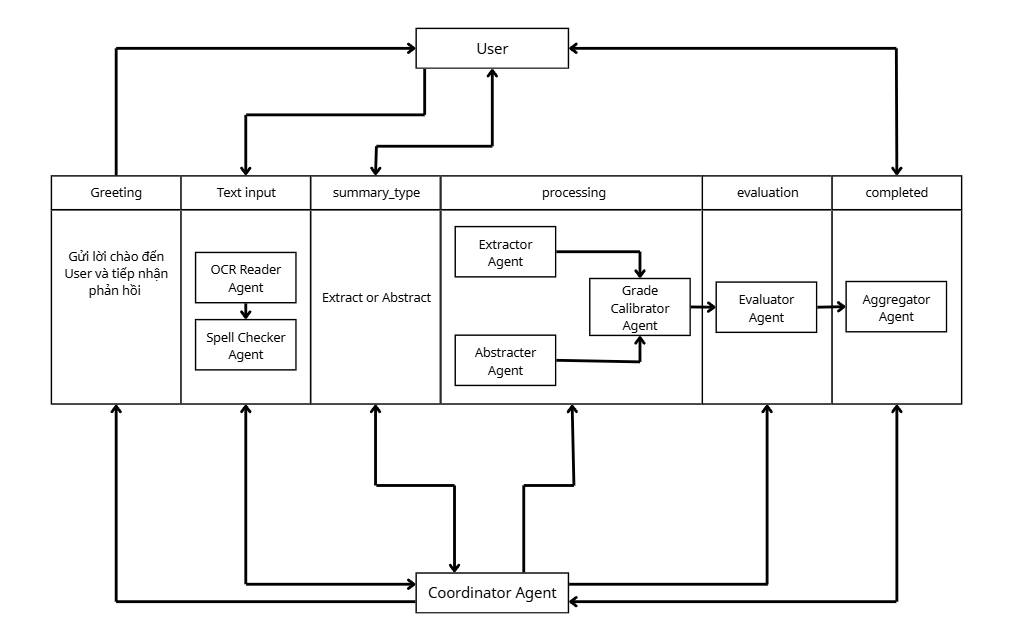 User
Greeting
Text input
summary_type
processing
evaluation
completed
Gửi lời chào đến
User và tiếp nhận
phản hồi
OCR Reader
Agent
Spell Checker
Agent
Extract or Abstract
Extractor
Agent
Abstracter
Agent
Grade
Calibrator
Agent
Evaluator
Agent
Aggregator
Agent
Coordinator Agent